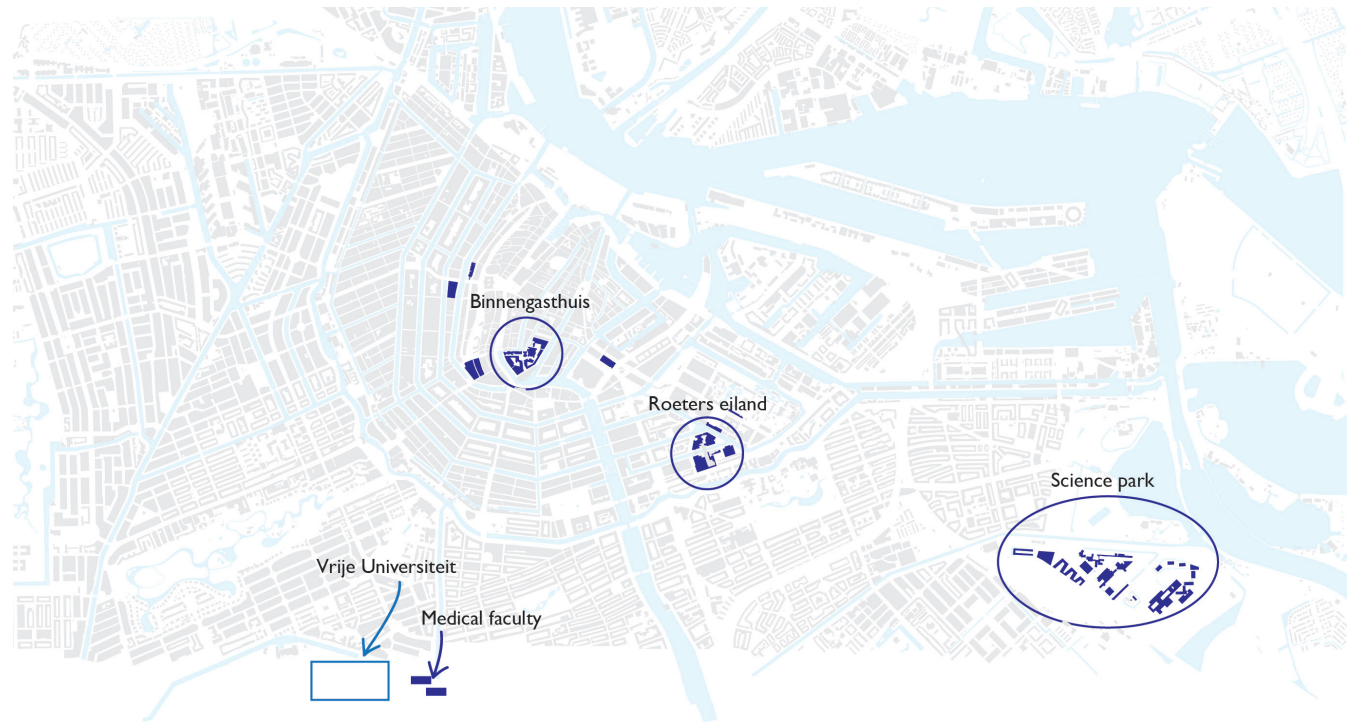 Binnengasthuis
Roeters eiland
Science park
Vrije Universiteit
Medical faculty